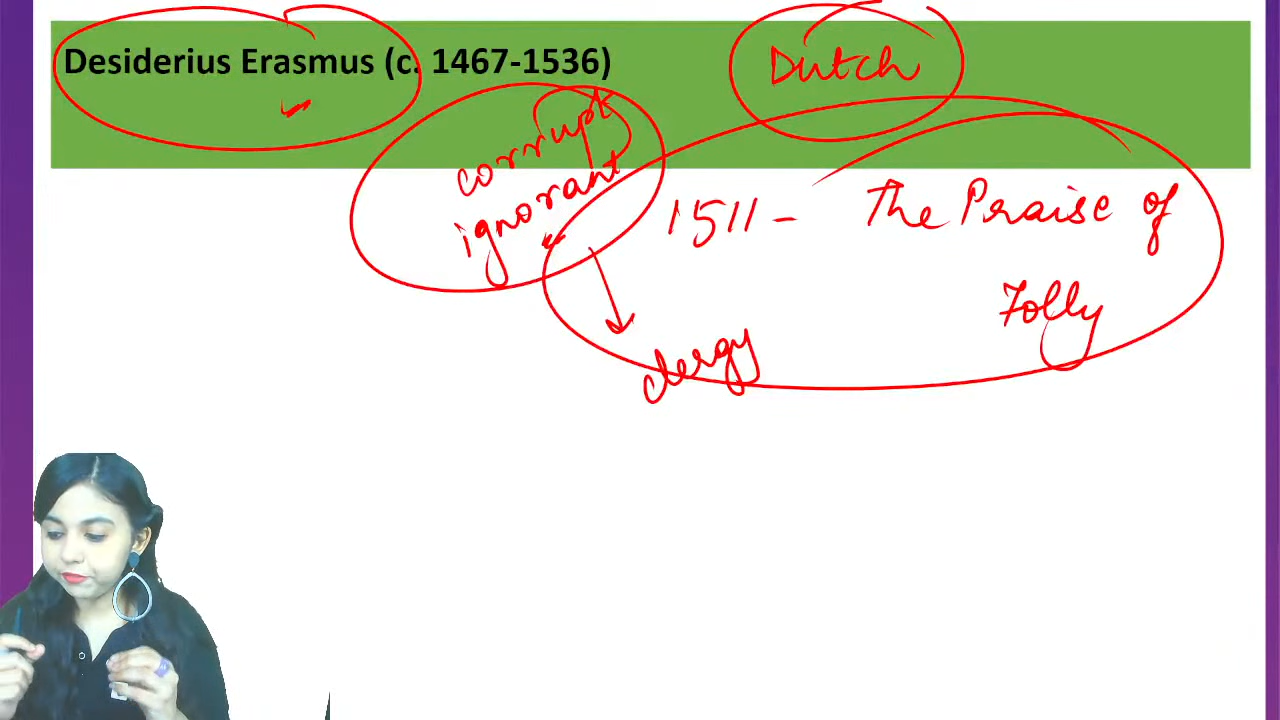 Desiderius Erasmus (c. 1467-1536)
Dutch
corrupt
ignorant
1511 - The Praise of
Folly
clergy